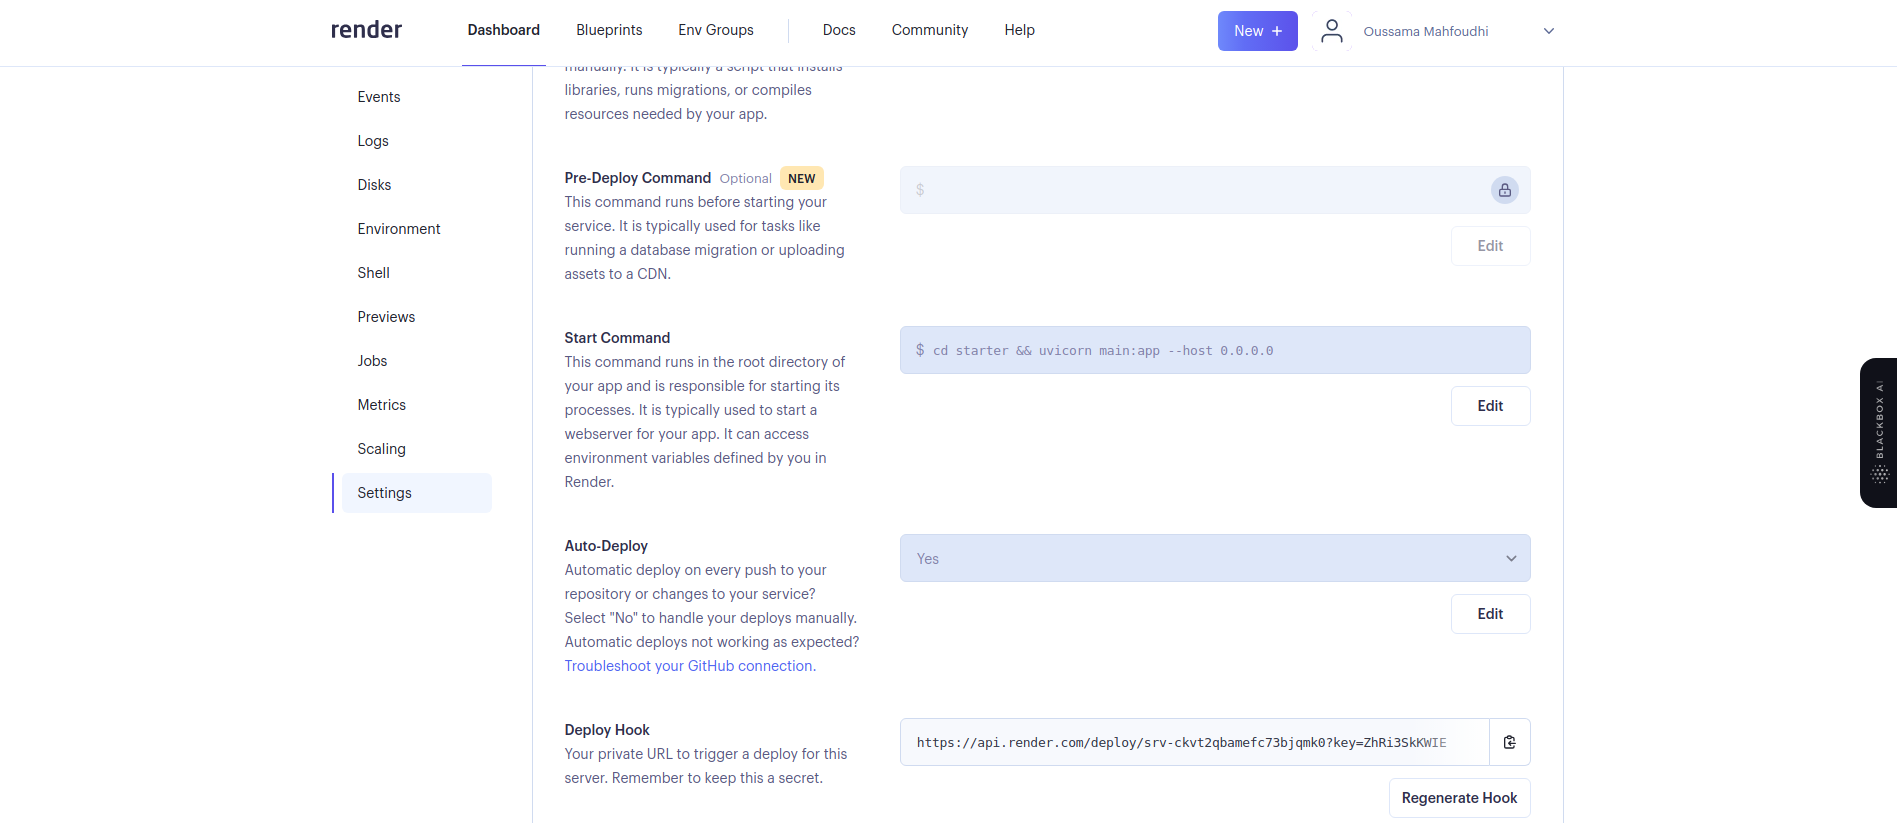 render
Dashboard
Blueprints
Env Groups
Docs
Community
Help
New +
Oussama Mahfoudhi
Events
Logs
Disks
Environment
Shell
Previews
Jobs
Metrics
Scaling
Settings
manually. It is typically a script that installs
libraries, runs migrations, or compiles
resources needed by your app.
Pre-Deploy Command Optional NEW
This command runs before starting your
service. It is typically used for tasks like
running a database migration or uploading
assets to a CDN.
$
Edit
Start Command
This command runs in the root directory of
your app and is responsible for starting its
processes. It is typically used to start a
webserver for your app. It can access
environment variables defined by you in
Render.
$ cd starter && uvicorn main:app --host 0.0.0.0
Edit
Auto-Deploy
Automatic deploy on every push to your
repository or changes to your service?
Select "No" to handle your deploys manually.
Automatic deploys not working as expected?
Troubleshoot your GitHub connection.
Yes
Edit
Deploy Hook
Your private URL to trigger a deploy for this
server. Remember to keep this a secret.
https://api.render.com/deploy/srv-ckvt2qbamefc73bjqmk0?key=ZhRi3SkKWIE
Regenerate Hook
BLACKBOX AI